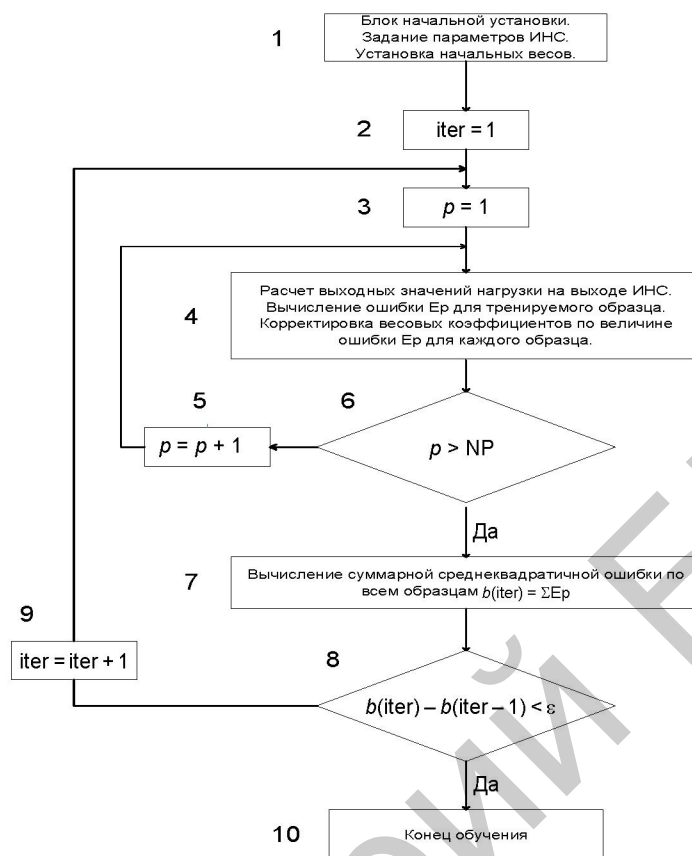 1
Блок начальной установки.
Задание параметров ИНС.
Установка начальных весов.
2
iter = 1
3
p = 1
4
Расчет выходных значений нагрузки на выходе ИНС.
Вычисление ошибки Ер для тренируемого образца.
Корректировка весовых коэффициентов по величине
ошибки Ер для каждого образца.
5
p = p + 1
6
p > NP
Да
7
Вычисление суммарной среднеквадратичной ошибки по
всем образцам b(iter) = ΣEp
9
iter = iter + 1
8
b(iter) – b(iter – 1) < ε
Да
10
Конец обучения